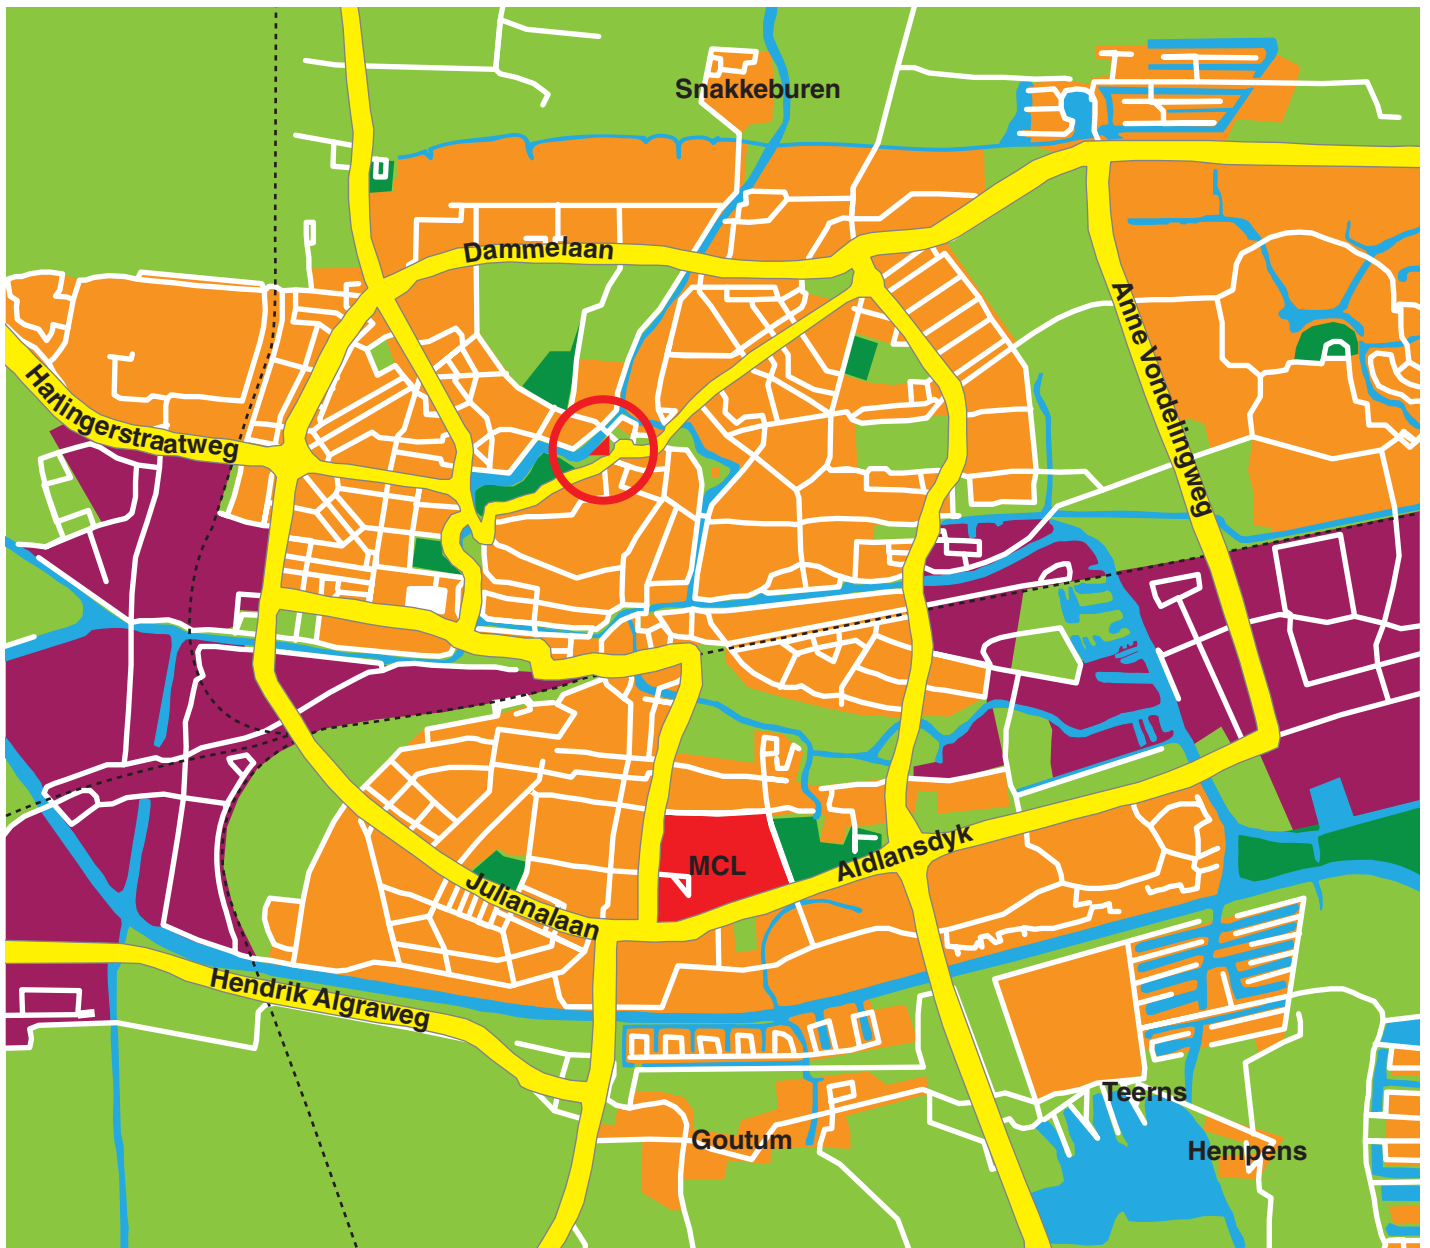 Snakkeburen
Dammelaan
Anne Vondelingweg
Harlingerstraatweg
MCL
Aldlansdyk
Julianalaan
Hendrik Algraweg
Teerns
Goutum
Hempens